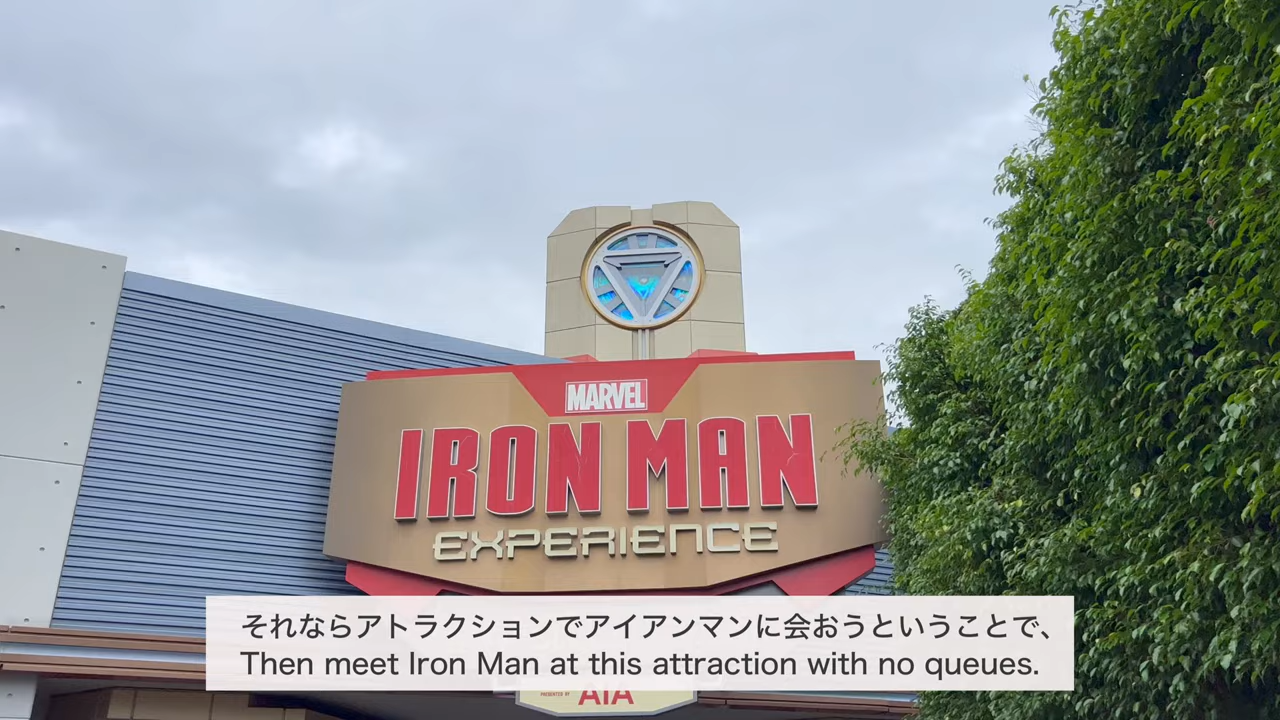 MARVEL
IRON MAN
EXPERIENCE
それならアトラクションでアイアンマンに会おうということで、
Then meet Iron Man at this attraction with no queues.
PRESENTED BY
AIA